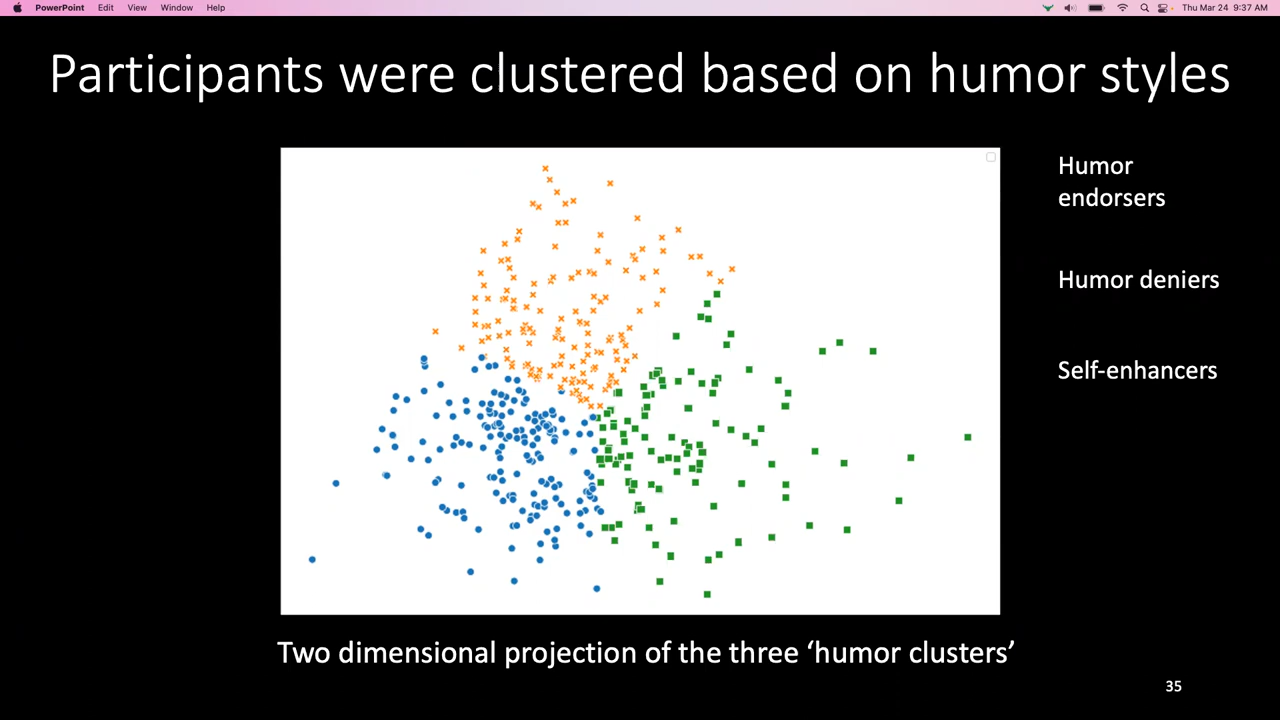 PowerPoint Edit View Window Help Thu Mar 24 9:37 AM
Participants were clustered based on humor styles
Humor
endorsers
Humor deniers
Self-enhancers
Two dimensional projection of the three ‘humor clusters’
35